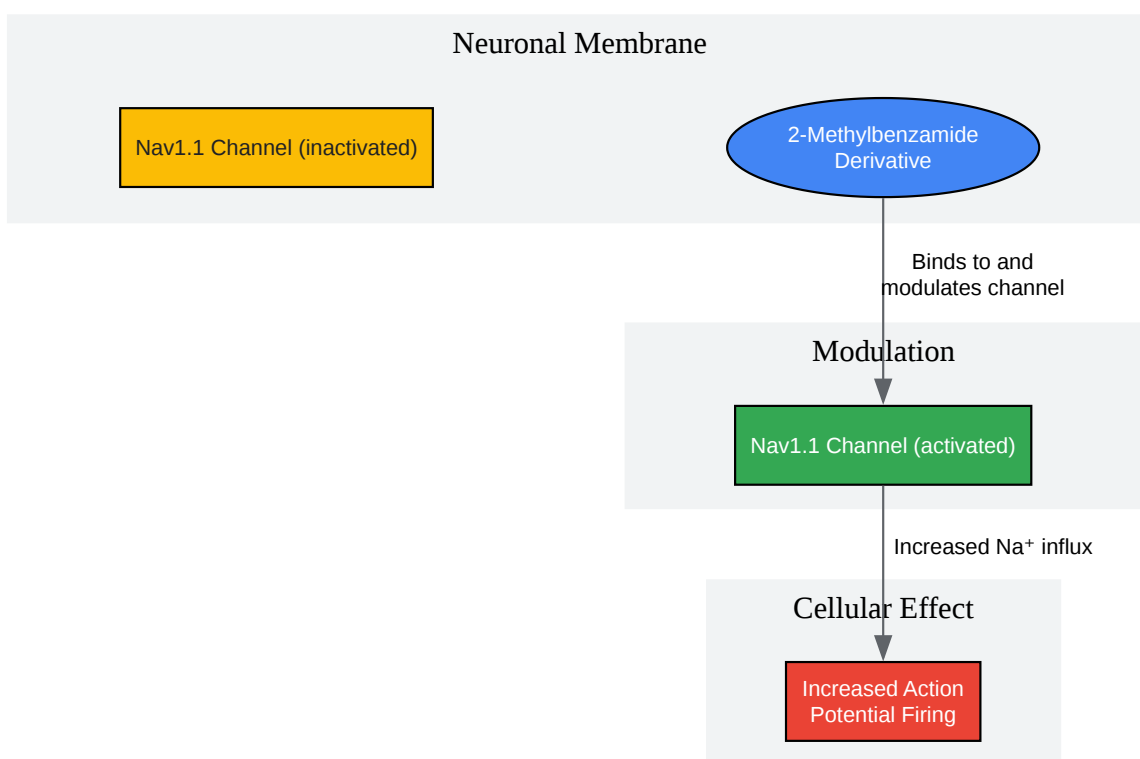 Neuronal Membrane
Nav1.1 Channel (inactivated)
2-Methylbenzamide
Derivative
Binds to and
modulates channel
Modulation
Nav1.1 Channel (activated)
Increased Na⁺ influx
Cellular Effect
Increased Action
Potential Firing